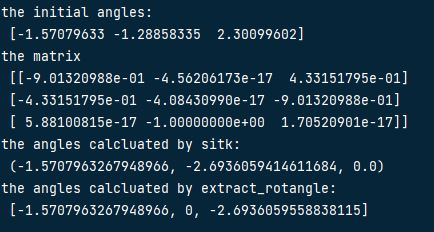 the initial angles:
[-1.57079633 -1.28858335  2.30099602]
the matrix
[[-9.01320988e-01 -4.56206173e-17  4.33151795e-01]
[-4.33151795e-01 -4.08430990e-17 -9.01320988e-01]
[ 5.88100815e-17 -1.00000000e+00  1.70520901e-17]]
the angles calcluated by sitk:
(-1.5707963267948966, -2.6936059414611684, 0.0)
the angles calcluated by extract_rotangle:
[-1.5707963267948966, 0, -2.6936059558838115]